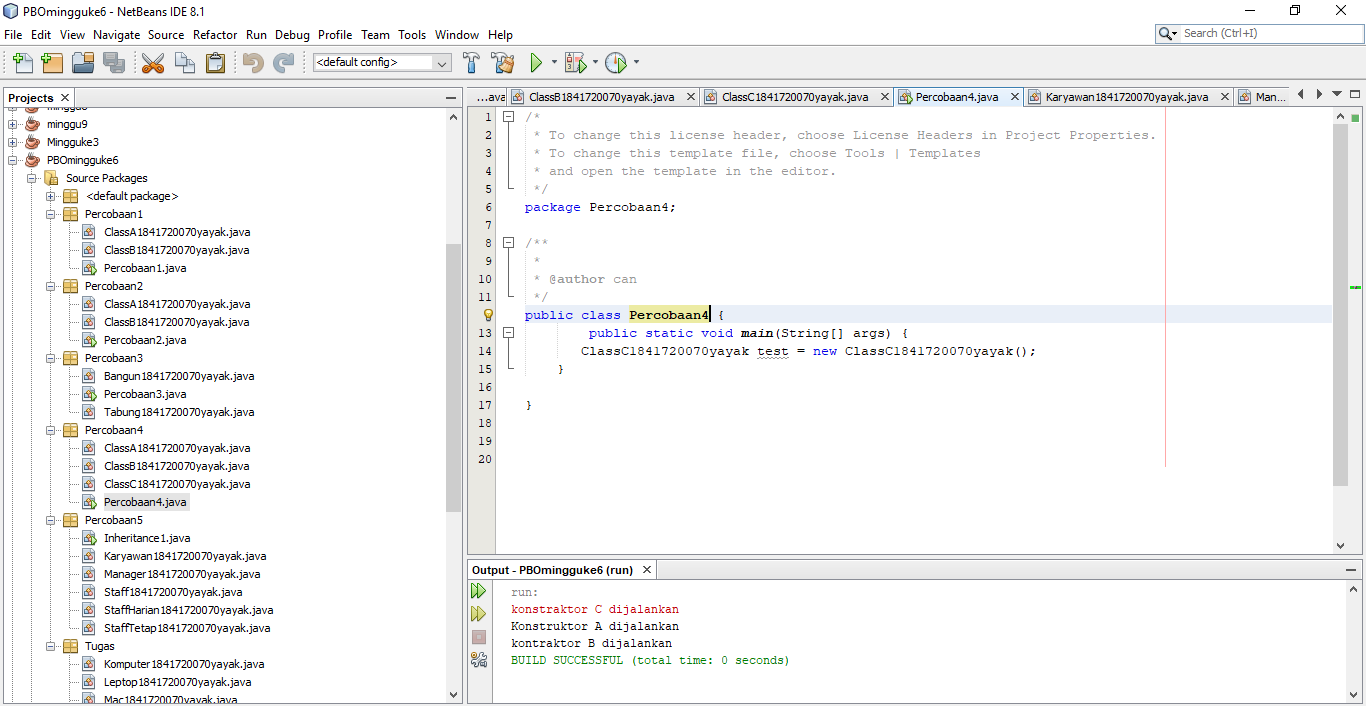 PBOmingguke6 - NetBeans IDE 8.1
File Edit View Navigate Source Refactor Run Debug Profile Team Tools Window Help
Search (Ctrl+I)
<default config>
Projects
minggu9
Mingguke3
PBOmingguke6
Source Packages
<default package>
Percobaan1
ClassA1841720070yayak.java
ClassB1841720070yayak.java
Percobaan1.java
Percobaan2
ClassA1841720070yayak.java
ClassB1841720070yayak.java
Percobaan2.java
Percobaan3
Bangun1841720070yayak.java
Percobaan3.java
Tabung1841720070yayak.java
Percobaan4
ClassA1841720070yayak.java
ClassB1841720070yayak.java
ClassC1841720070yayak.java
Percobaan4.java
Percobaan5
Inheritance1.java
Karyawan1841720070yayak.java
Manager1841720070yayak.java
Staff1841720070yayak.java
StaffHarian1841720070yayak.java
StaffTetap1841720070yayak.java
Tugas
Komputer1841720070yayak.java
Leptop1841720070yayak.java
Mac1841720070yayak.java
...ava ClassB1841720070yayak.java ClassC1841720070yayak.java Percobaan4.java Karyawan1841720070yayak.java Man...
1 /*
2 * To change this license header, choose License Headers in Project Properties.
3 * To change this template file, choose Tools | Templates
4 * and open the template in the editor.
5 */
6 package Percobaan4;
7
8 /**
9 *
10 * @author can
11 */
public class Percobaan4 {
13 public static void main(String[] args) {
14 ClassC1841720070yayak test = new ClassC1841720070yayak();
15 }
16
17 }
18
19
20
Output - PBOmingguke6 (run)
run:
konstraktor C dijalankan
Konstruktor A dijalankan
kontraktor B dijalankan
BUILD SUCCESSFUL (total time: 0 seconds)